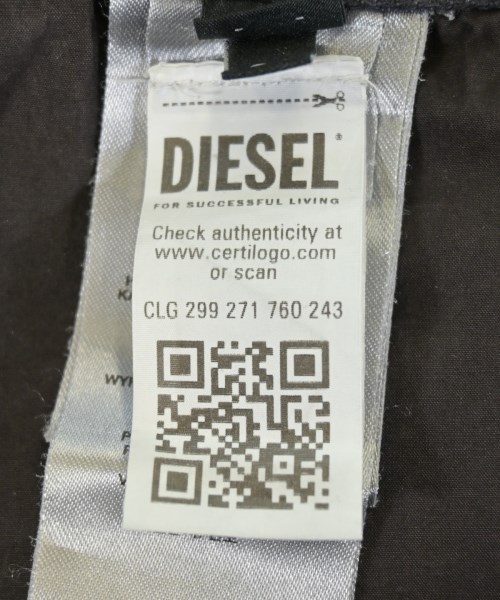 DIESEL®
FOR SUCCESSFUL LIVING
Check authenticity at
www.certilogo.com
or scan
CLG 299 271 760 243